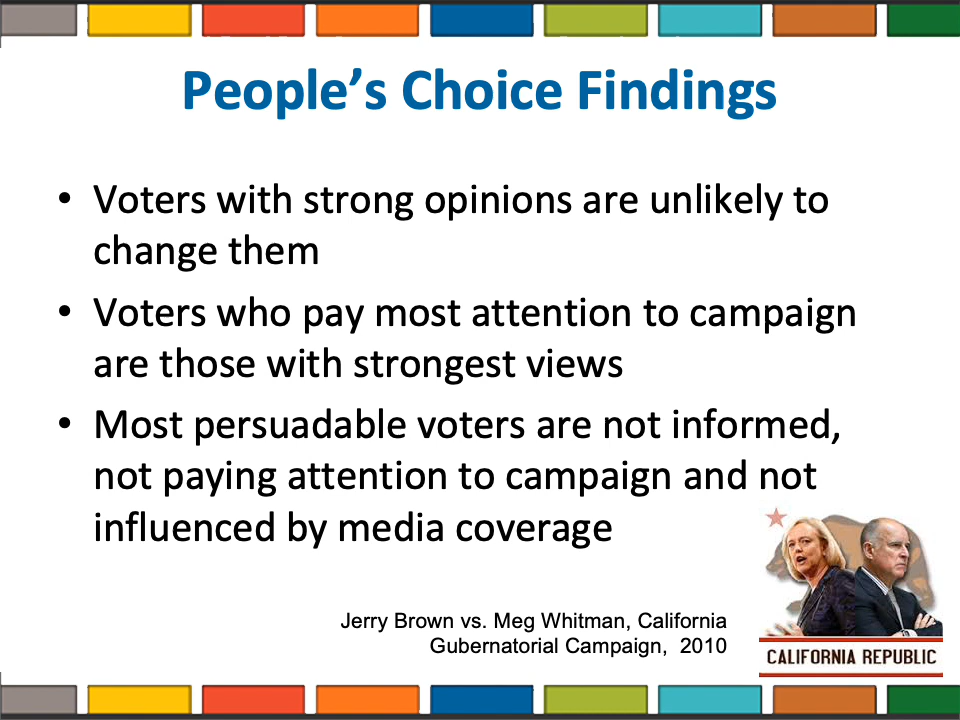 People’s Choice Findings
• Voters with strong opinions are unlikely to
change them
• Voters who pay most attention to campaign
are those with strongest views
• Most persuadable voters are not informed,
not paying attention to campaign and not
influenced by media coverage
Jerry Brown vs. Meg Whitman, California
Gubernatorial Campaign,  2010
CALIFORNIA REPUBLIC